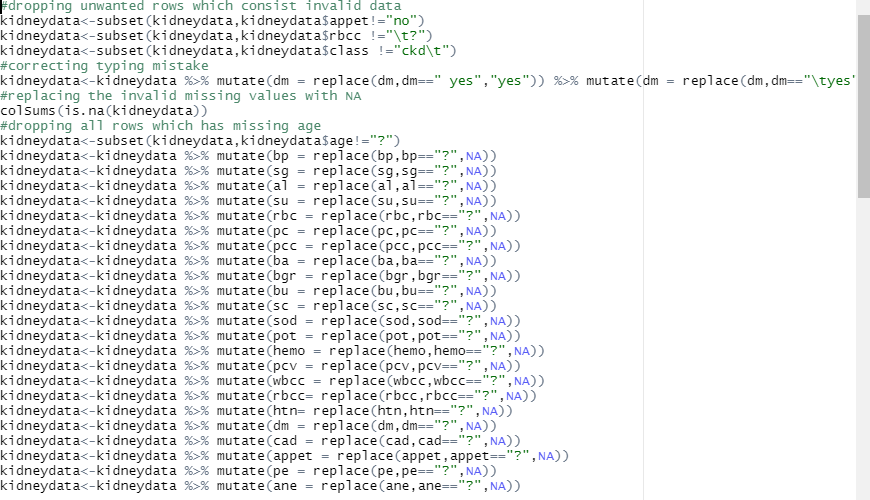 #dropping unwanted rows which consist invalid data
kidneydata<-subset(kidneydata,kidneydata$appet!="no")
kidneydata<-subset(kidneydata,kidneydata$rbcc !="\t?")
kidneydata<-subset(kidneydata,kidneydata$class !="ckd\t")
#correcting typing mistake
kidneydata<-kidneydata %>% mutate(dm = replace(dm,dm==" yes","yes")) %>% mutate(dm = replace(dm,dm=="\tyes"
#replacing the invalid missing values with NA
colSums(is.na(kidneydata))
#dropping all rows which has missing age
kidneydata<-subset(kidneydata,kidneydata$age!="?")
kidneydata<-kidneydata %>% mutate(bp = replace(bp,bp=="?",NA))
kidneydata<-kidneydata %>% mutate(sg = replace(sg,sg=="?",NA))
kidneydata<-kidneydata %>% mutate(al = replace(al,al=="?",NA))
kidneydata<-kidneydata %>% mutate(su = replace(su,su=="?",NA))
kidneydata<-kidneydata %>% mutate(rbc = replace(rbc,rbc=="?",NA))
kidneydata<-kidneydata %>% mutate(pc = replace(pc,pc=="?",NA))
kidneydata<-kidneydata %>% mutate(pcc = replace(pcc,pcc=="?",NA))
kidneydata<-kidneydata %>% mutate(ba = replace(ba,ba=="?",NA))
kidneydata<-kidneydata %>% mutate(bgr = replace(bgr,bgr=="?",NA))
kidneydata<-kidneydata %>% mutate(bu = replace(bu,bu=="?",NA))
kidneydata<-kidneydata %>% mutate(sc = replace(sc,sc=="?",NA))
kidneydata<-kidneydata %>% mutate(sod = replace(sod,sod=="?",NA))
kidneydata<-kidneydata %>% mutate(pot = replace(pot,pot=="?",NA))
kidneydata<-kidneydata %>% mutate(hemo = replace(hemo,hemo=="?",NA))
kidneydata<-kidneydata %>% mutate(pcv = replace(pcv,pcv=="?",NA))
kidneydata<-kidneydata %>% mutate(wbcc = replace(wbcc,wbcc=="?",NA))
kidneydata<-kidneydata %>% mutate(rbcc= replace(rbcc,rbcc=="?",NA))
kidneydata<-kidneydata %>% mutate(htn= replace(htn,htn=="?",NA))
kidneydata<-kidneydata %>% mutate(dm = replace(dm,dm=="?",NA))
kidneydata<-kidneydata %>% mutate(cad = replace(cad,cad=="?",NA))
kidneydata<-kidneydata %>% mutate(appet = replace(appet,appet=="?",NA))
kidneydata<-kidneydata %>% mutate(pe = replace(pe,pe=="?",NA))
kidneydata<-kidneydata %>% mutate(ane = replace(ane,ane=="?",NA))